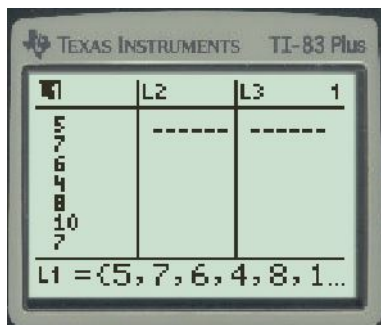 TEXAS INSTRUMENTS TI-83 Plus
L1 L2 L3 1
5 ------ ------
7
6
4
8
10
7
L1 ={5,7,6,4,8,1...